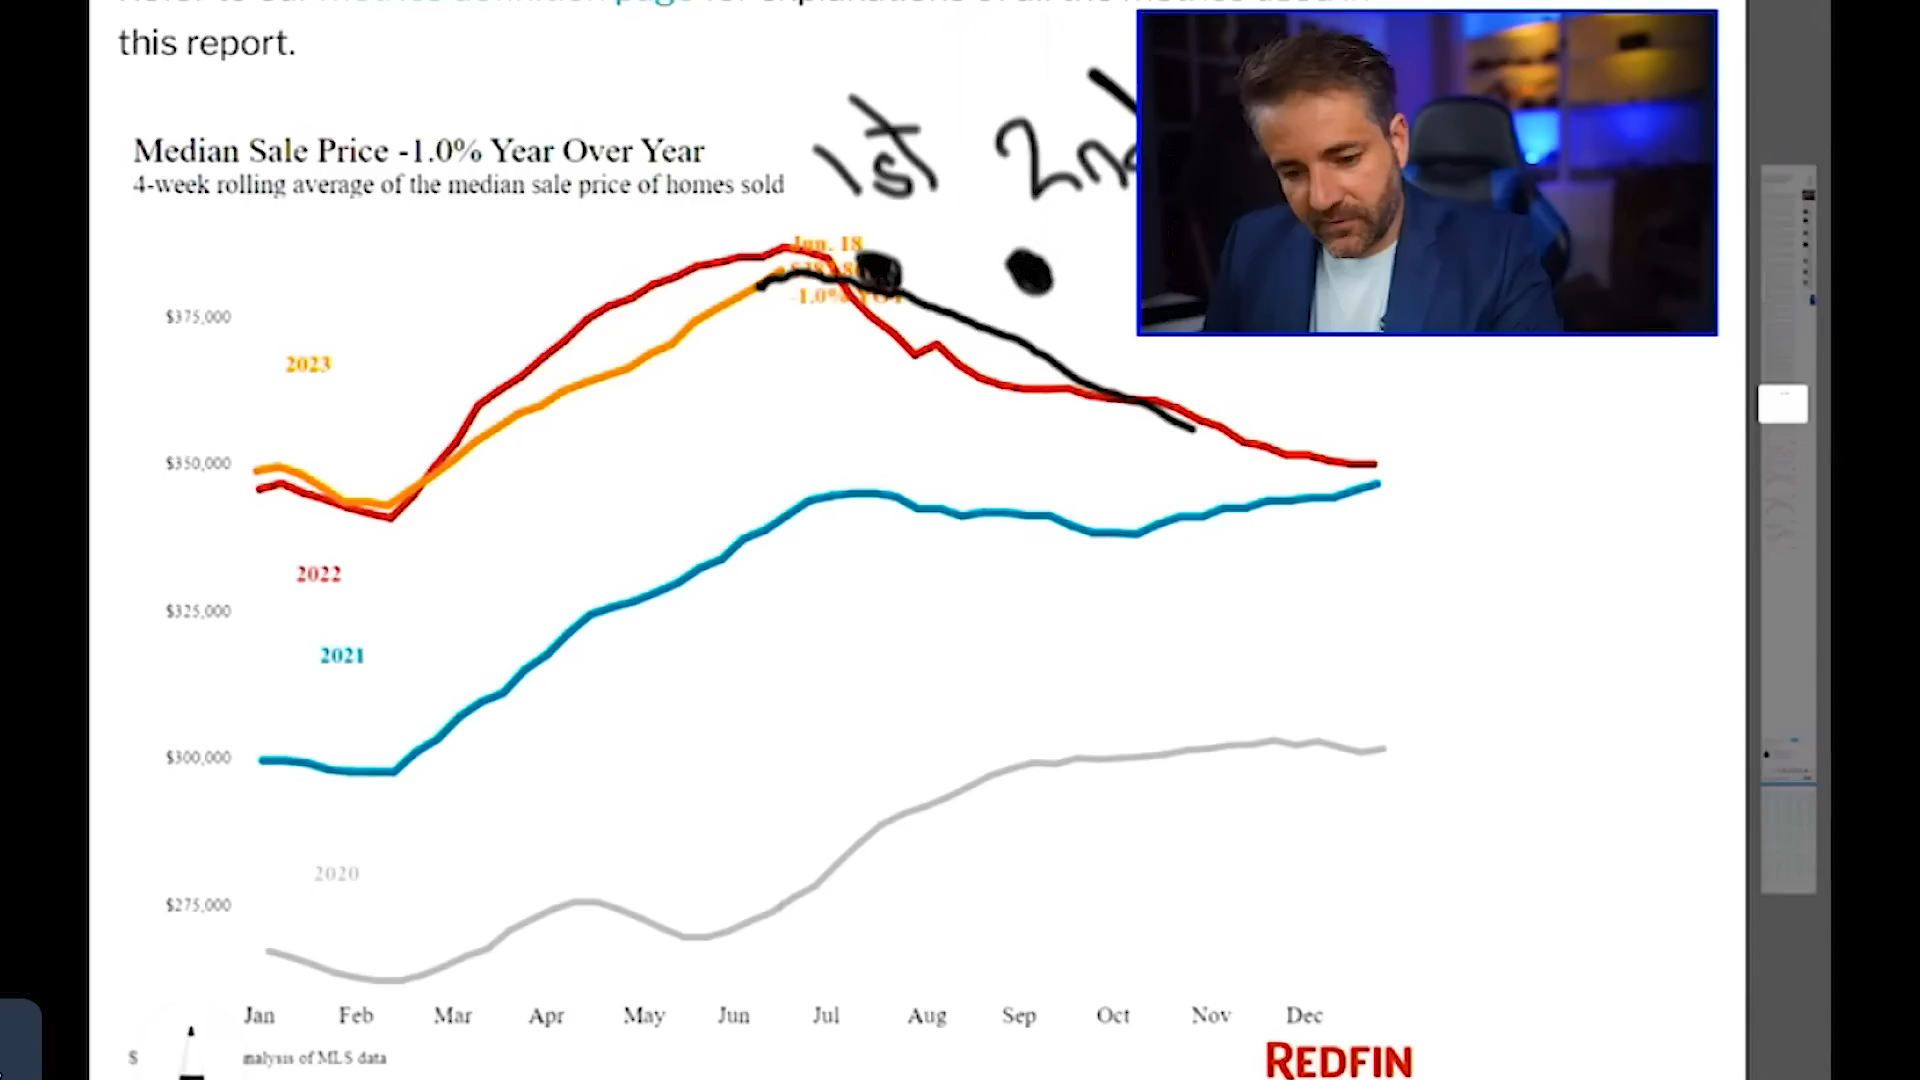 this report.
1st 2nd
Median Sale Price -1.0% Year Over Year
4-week rolling average of the median sale price of homes sold
Jun. 18
-1.0%
$375,000
2023
$350,000
2022
$325,000
2021
$300,000
2020
$275,000
Jan Feb Mar Apr May Jun Jul Aug Sep Oct Nov Dec
of MLS data
REDFIN